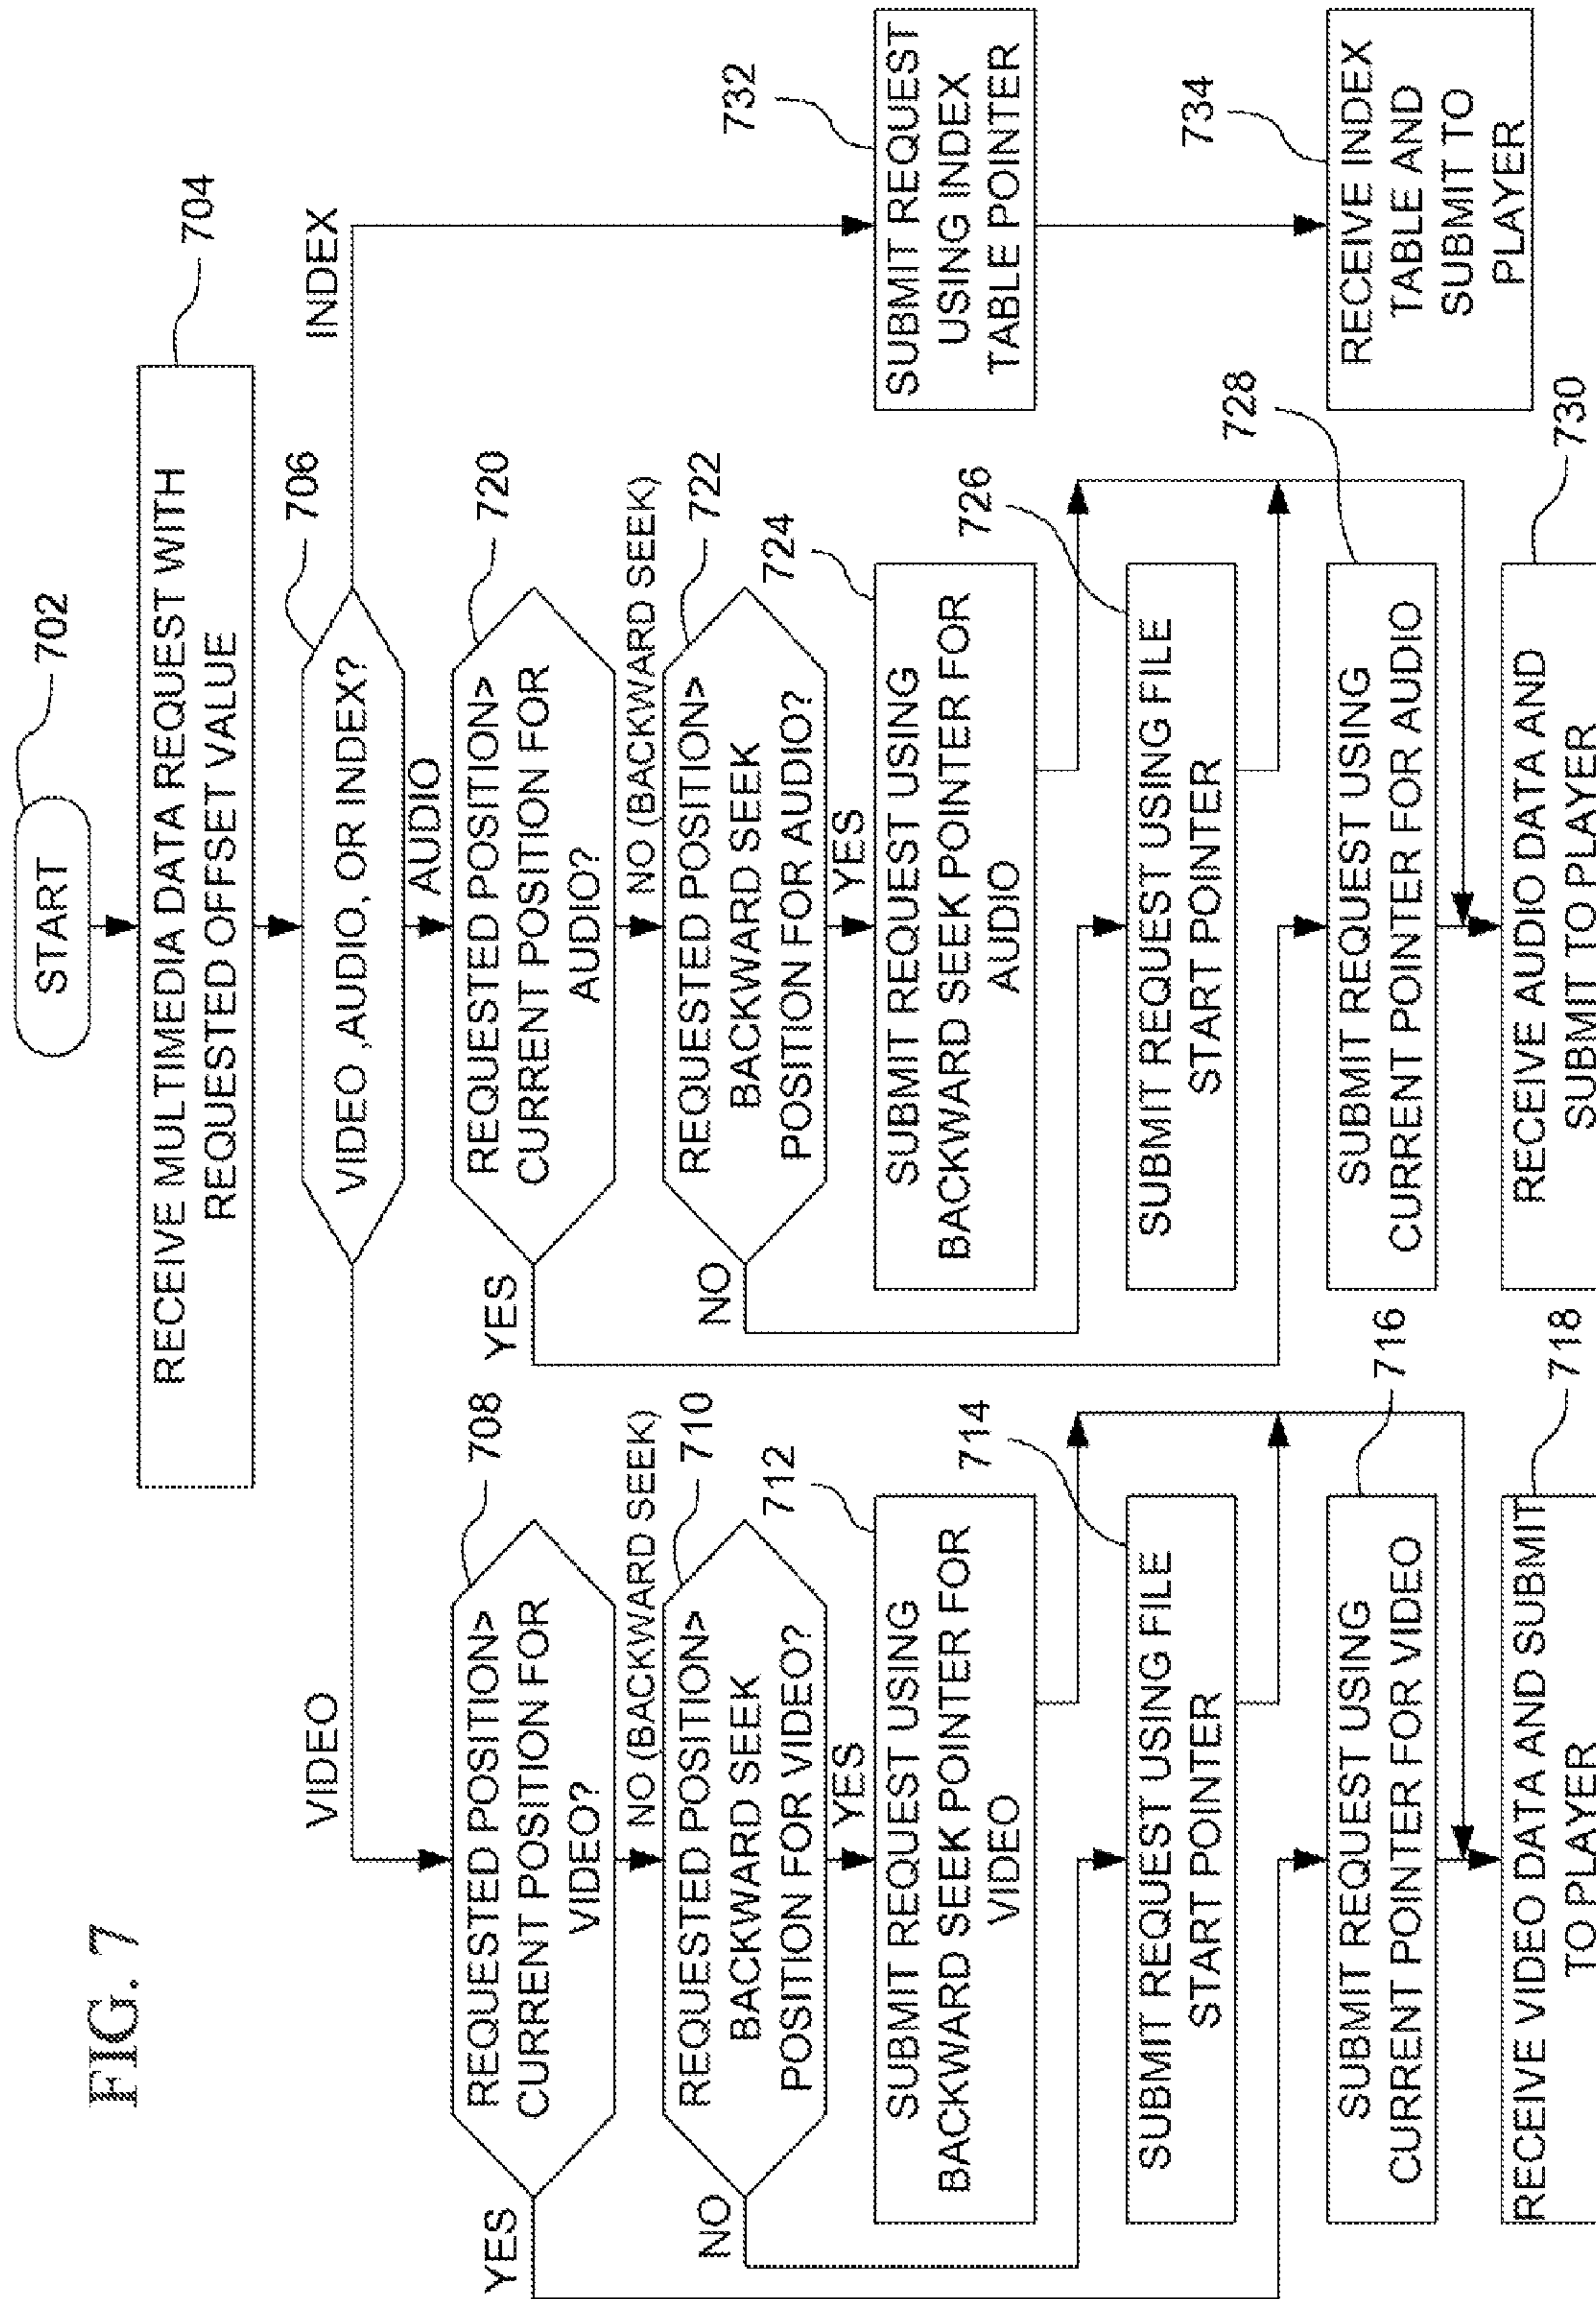 FIG. 7
START
702
RECEIVE MULTIMEDIA DATA REQUEST WITH
REQUESTED OFFSET VALUE
704
VIDEO ,AUDIO, OR INDEX?
706
VIDEO
AUDIO
INDEX
REQUESTED POSITION>
CURRENT POSITION FOR
VIDEO?
708
YES
NO (BACKWARD SEEK)
REQUESTED POSITION>
BACKWARD SEEK
POSITION FOR VIDEO?
710
NO
YES
SUBMIT REQUEST USING
BACKWARD SEEK POINTER FOR
VIDEO
712
SUBMIT REQUEST USING FILE
START POINTER
714
SUBMIT REQUEST USING
CURRENT POINTER FOR VIDEO
716
RECEIVE VIDEO DATA AND SUBMIT
TO PLAYER
718
REQUESTED POSITION>
CURRENT POSITION FOR
AUDIO?
720
YES
NO (BACKWARD SEEK)
REQUESTED POSITION>
BACKWARD SEEK
POSITION FOR AUDIO?
722
NO
YES
SUBMIT REQUEST USING
BACKWARD SEEK POINTER FOR
AUDIO
724
SUBMIT REQUEST USING FILE
START POINTER
726
SUBMIT REQUEST USING
CURRENT POINTER FOR AUDIO
728
RECEIVE AUDIO DATA AND
SUBMIT TO PLAYER
730
SUBMIT REQUEST
USING INDEX
TABLE POINTER
732
RECEIVE INDEX
TABLE AND
SUBMIT TO
PLAYER
734